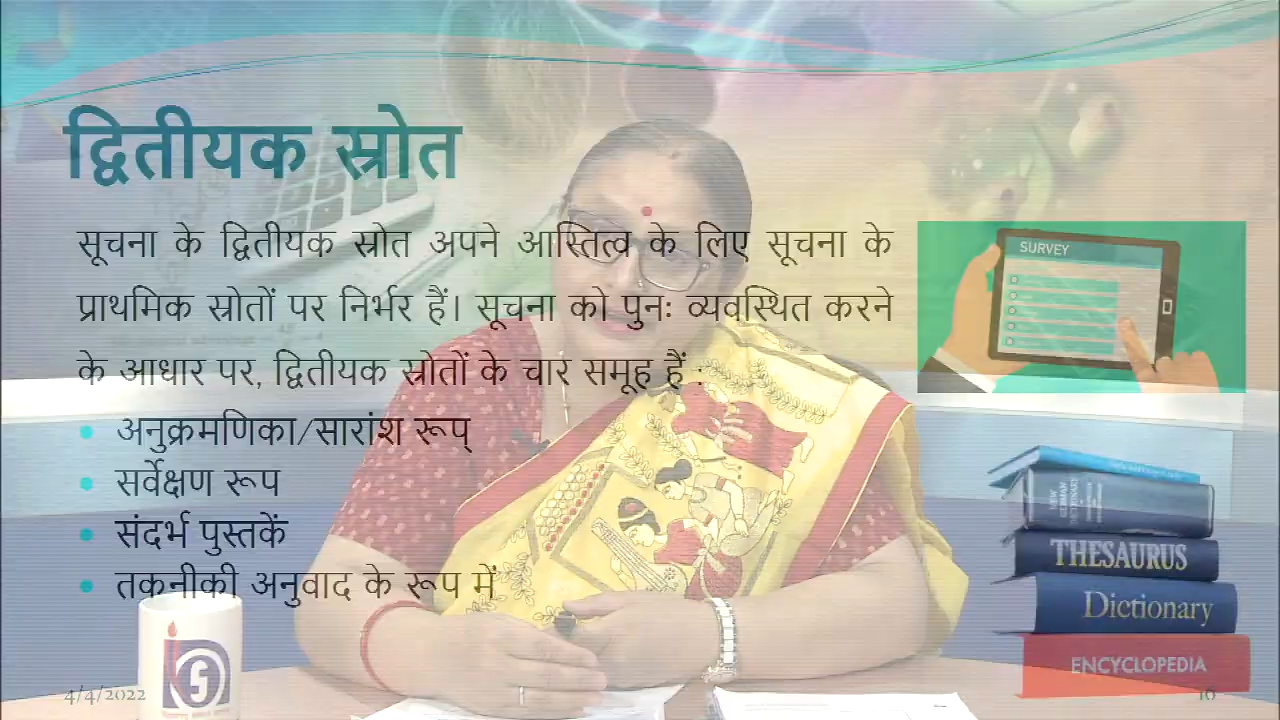 द्वितीयक स्रोत
सूचना के द्वितीयक स्रोत अपने आस्तित्व के लिए सूचना के
प्राथमिक स्रोतों पर निर्भर हैं। सूचना को पुनः व्यवस्थित करने
के आधार पर, द्वितीयक स्रोतों के चार समूह हैं :
अनुक्रमणिका/सारांश रूप्
सर्वेक्षण रूप
संदर्भ पुस्तकें
तकनीकी अनुवाद के रूप में
SURVEY
THESAURUS
Dictionary
ENCYCLOPEDIA
4/4/2022
16